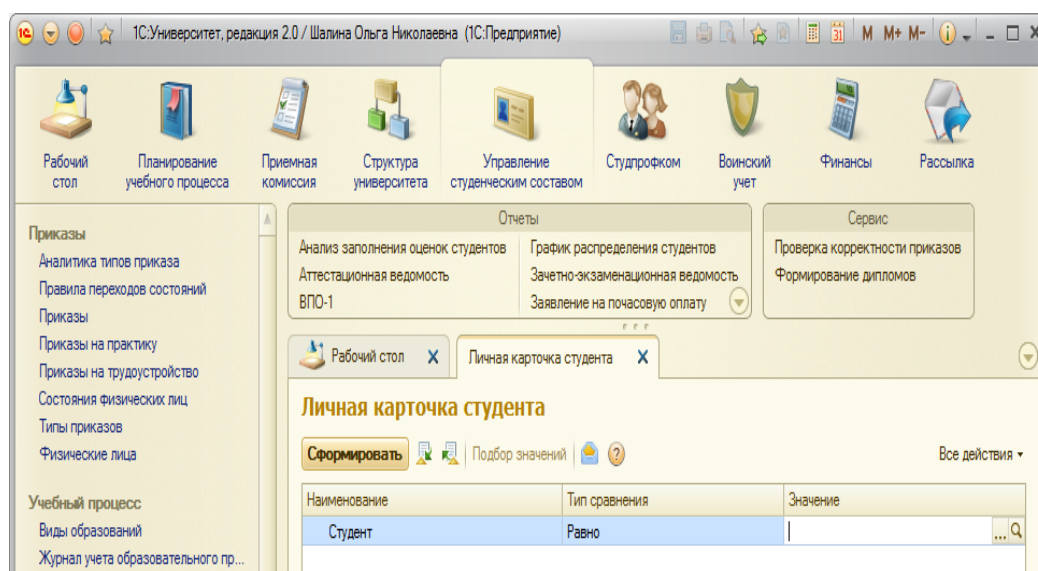 1С:Университет, редакция 2.0 / Шалина Ольга Николаевна (1С:Предприятие)
31 M M+ M-
Рабочий стол
Планирование учебного процесса
Приемная комиссия
Структура университета
Управление студенческим составом
Студпрофком
Воинский учет
Финансы
Рассылка
Приказы
Аналитика типов приказа
Правила переходов состояний
Приказы
Приказы на практику
Приказы на трудоустройство
Состояния физических лиц
Типы приказов
Физические лица
Учебный процесс
Виды образований
Журнал учета образовательного пр...
Отчеты
Анализ заполнения оценок студентов
Аттестационная ведомость
ВПО-1
График распределения студентов
Зачетно-экзаменационная ведомость
Заявление на почасовую оплату
Сервис
Проверка корректности приказов
Формирование дипломов
Рабочий стол
Личная карточка студента
Личная карточка студента
Сформировать Подбор значений Все действия
Наименование Тип сравнения Значение
Студент Равно ...